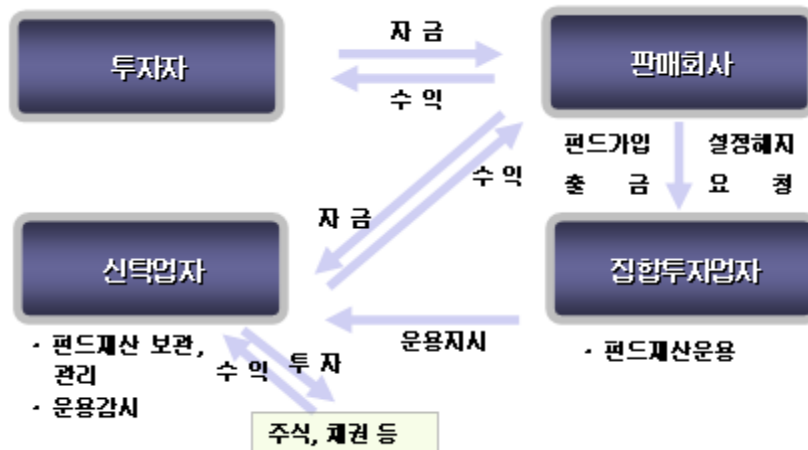 자 금
투자자
판매회사
수 익
펀드가입 설정해지
출 금 요 청
수 익
자 금
신탁업자
집합투자업자
운용지시
· 펀드재산 보관,
관리
· 운용감시
· 펀드재산운용
수 익
투 자
주식, 채권 등